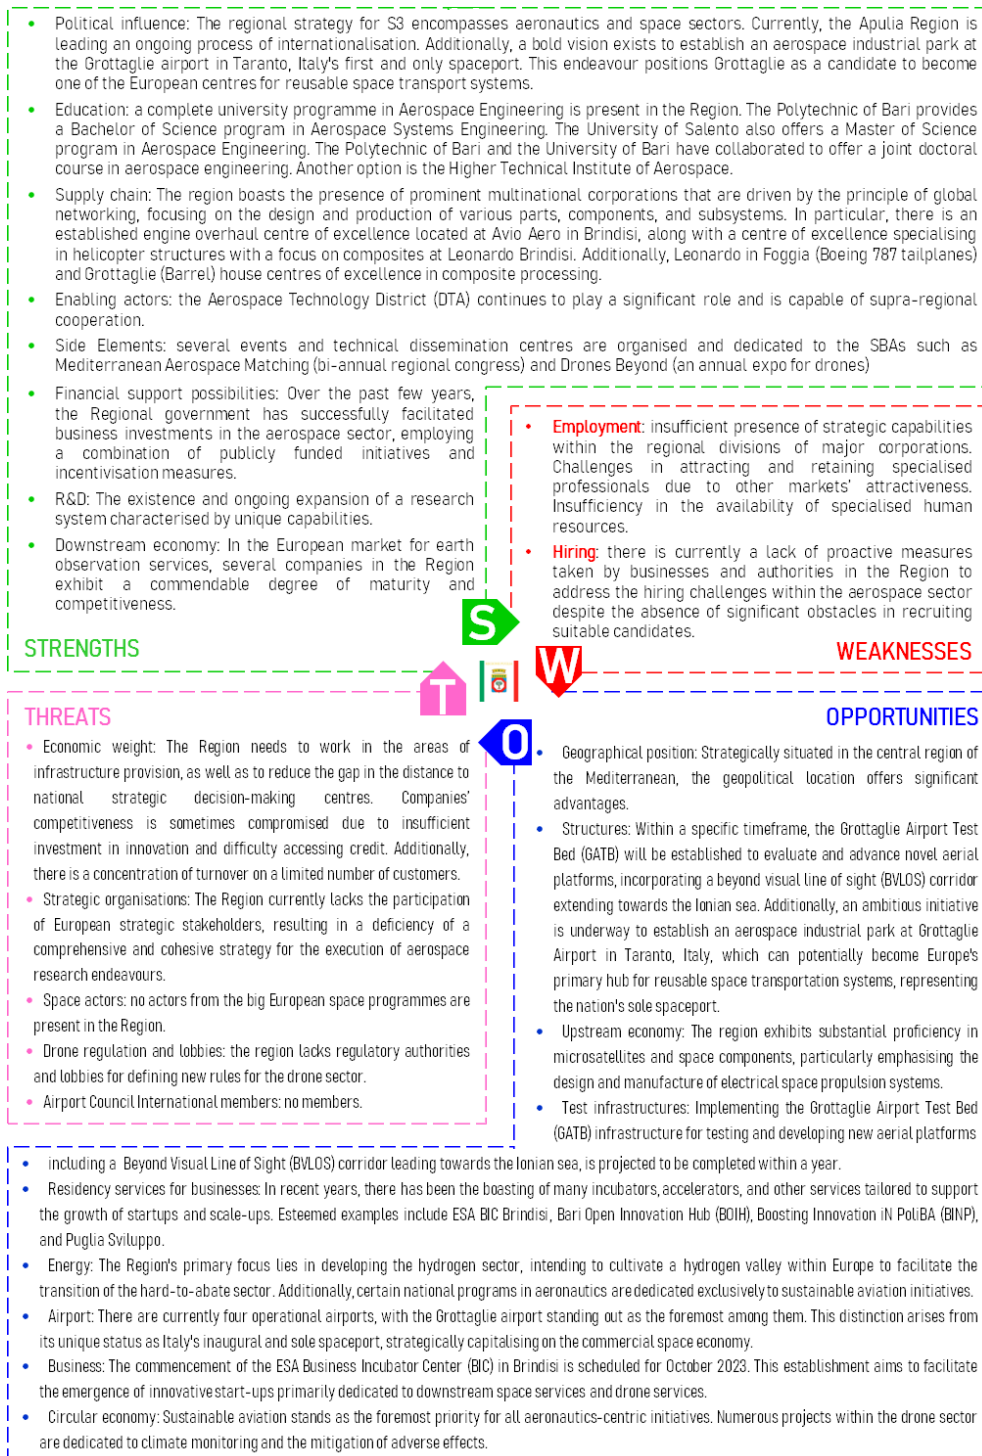 • Political influence: The regional strategy for S3 encompasses aeronautics and space sectors. Currently, the Apulia Region is
leading an ongoing process of internationalisation. Additionally, a bold vision exists to establish an aerospace industrial park at
the Grottaglie airport in Taranto, Italy's first and only spaceport. This endeavour positions Grottaglie as a candidate to become
one of the European centres for reusable space transport systems.
• Education: a complete university programme in Aerospace Engineering is present in the Region. The Polytechnic of Bari provides
a Bachelor of Science program in Aerospace Systems Engineering. The University of Salento also offers a Master of Science
program in Aerospace Engineering. The Polytechnic of Bari and the University of Bari have collaborated to offer a joint doctoral
course in aerospace engineering. Another option is the Higher Technical Institute of Aerospace.
• Supply chain: The region boasts the presence of prominent multinational corporations that are driven by the principle of global
networking, focusing on the design and production of various parts, components, and subsystems. In particular, there is an
established engine overhaul centre of excellence located at Avio Aero in Brindisi, along with a centre of excellence specialising
in helicopter structures with a focus on composites at Leonardo Brindisi. Additionally, Leonardo in Foggia (Boeing 787 tailplanes)
and Grottaglie (Barrel) house centres of excellence in composite processing.
• Enabling actors: the Aerospace Technology District (DTA) continues to play a significant role and is capable of supra-regional
cooperation.
• Side Elements: several events and technical dissemination centres are organised and dedicated to the SBAs such as
Mediterranean Aerospace Matching (bi-annual regional congress) and Drones Beyond (an annual expo for drones)
• Financial support possibilities: Over the past few years,
the Regional government has successfully facilitated
business investments in the aerospace sector, employing
a combination of publicly funded initiatives and
incentivisation measures.
• R&D: The existence and ongoing expansion of a research
system characterised by unique capabilities.
• Downstream economy: In the European market for earth
observation services, several companies in the Region
exhibit a commendable degree of maturity and
competitiveness.
STRENGTHS
S
• Employment: insufficient presence of strategic capabilities
within the regional divisions of major corporations.
Challenges in attracting and retaining specialised
professionals due to other markets' attractiveness.
Insufficiency in the availability of specialised human
resources.
• Hiring: there is currently a lack of proactive measures
taken by businesses and authorities in the Region to
address the hiring challenges within the aerospace sector
despite the absence of significant obstacles in recruiting
suitable candidates.
WEAKNESSES
W
T
THREATS
• Economic weight: The Region needs to work in the areas of
infrastructure provision, as well as to reduce the gap in the distance to
national strategic decision-making centres. Companies'
competitiveness is sometimes compromised due to insufficient
investment in innovation and difficulty accessing credit. Additionally,
there is a concentration of turnover on a limited number of customers.
• Strategic organisations: The Region currently lacks the participation
of European strategic stakeholders, resulting in a deficiency of a
comprehensive and cohesive strategy for the execution of aerospace
research endeavours.
• Space actors: no actors from the big European space programmes are
present in the Region.
• Drone regulation and lobbies: the region lacks regulatory authorities
and lobbies for defining new rules for the drone sector.
• Airport Council International members: no members.
O
OPPORTUNITIES
• Geographical position: Strategically situated in the central region of
the Mediterranean, the geopolitical location offers significant
advantages.
• Structures: Within a specific timeframe, the Grottaglie Airport Test
Bed (GATB) will be established to evaluate and advance novel aerial
platforms, incorporating a beyond visual line of sight (BVLOS) corridor
extending towards the Ionian sea. Additionally, an ambitious initiative
is underway to establish an aerospace industrial park at Grottaglie
Airport in Taranto, Italy, which can potentially become Europe's
primary hub for reusable space transportation systems, representing
the nation's sole spaceport.
• Upstream economy: The region exhibits substantial proficiency in
microsatellites and space components, particularly emphasising the
design and manufacture of electrical space propulsion systems.
• Test infrastructures: Implementing the Grottaglie Airport Test Bed
(GATB) infrastructure for testing and developing new aerial platforms
• including a Beyond Visual Line of Sight (BVLOS) corridor leading towards the Ionian sea, is projected to be completed within a year.
• Residency services for businesses: In recent years, there has been the boasting of many incubators, accelerators, and other services tailored to support
the growth of startups and scale-ups. Esteemed examples include ESA BIC Brindisi, Bari Open Innovation Hub (BOIH), Boosting Innovation iN PoliBA (BINP),
and Puglia Sviluppo.
• Energy: The Region's primary focus lies in developing the hydrogen sector, intending to cultivate a hydrogen valley within Europe to facilitate the
transition of the hard-to-abate sector. Additionally, certain national programs in aeronautics are dedicated exclusively to sustainable aviation initiatives.
• Airport: There are currently four operational airports, with the Grottaglie airport standing out as the foremost among them. This distinction arises from
its unique status as Italy's inaugural and sole spaceport, strategically capitalising on the commercial space economy.
• Business: The commencement of the ESA Business Incubator Center (BIC) in Brindisi is scheduled for October 2023. This establishment aims to facilitate
the emergence of innovative start-ups primarily dedicated to downstream space services and drone services.
• Circular economy: Sustainable aviation stands as the foremost priority for all aeronautics-centric initiatives. Numerous projects within the drone sector
are dedicated to climate monitoring and the mitigation of adverse effects.